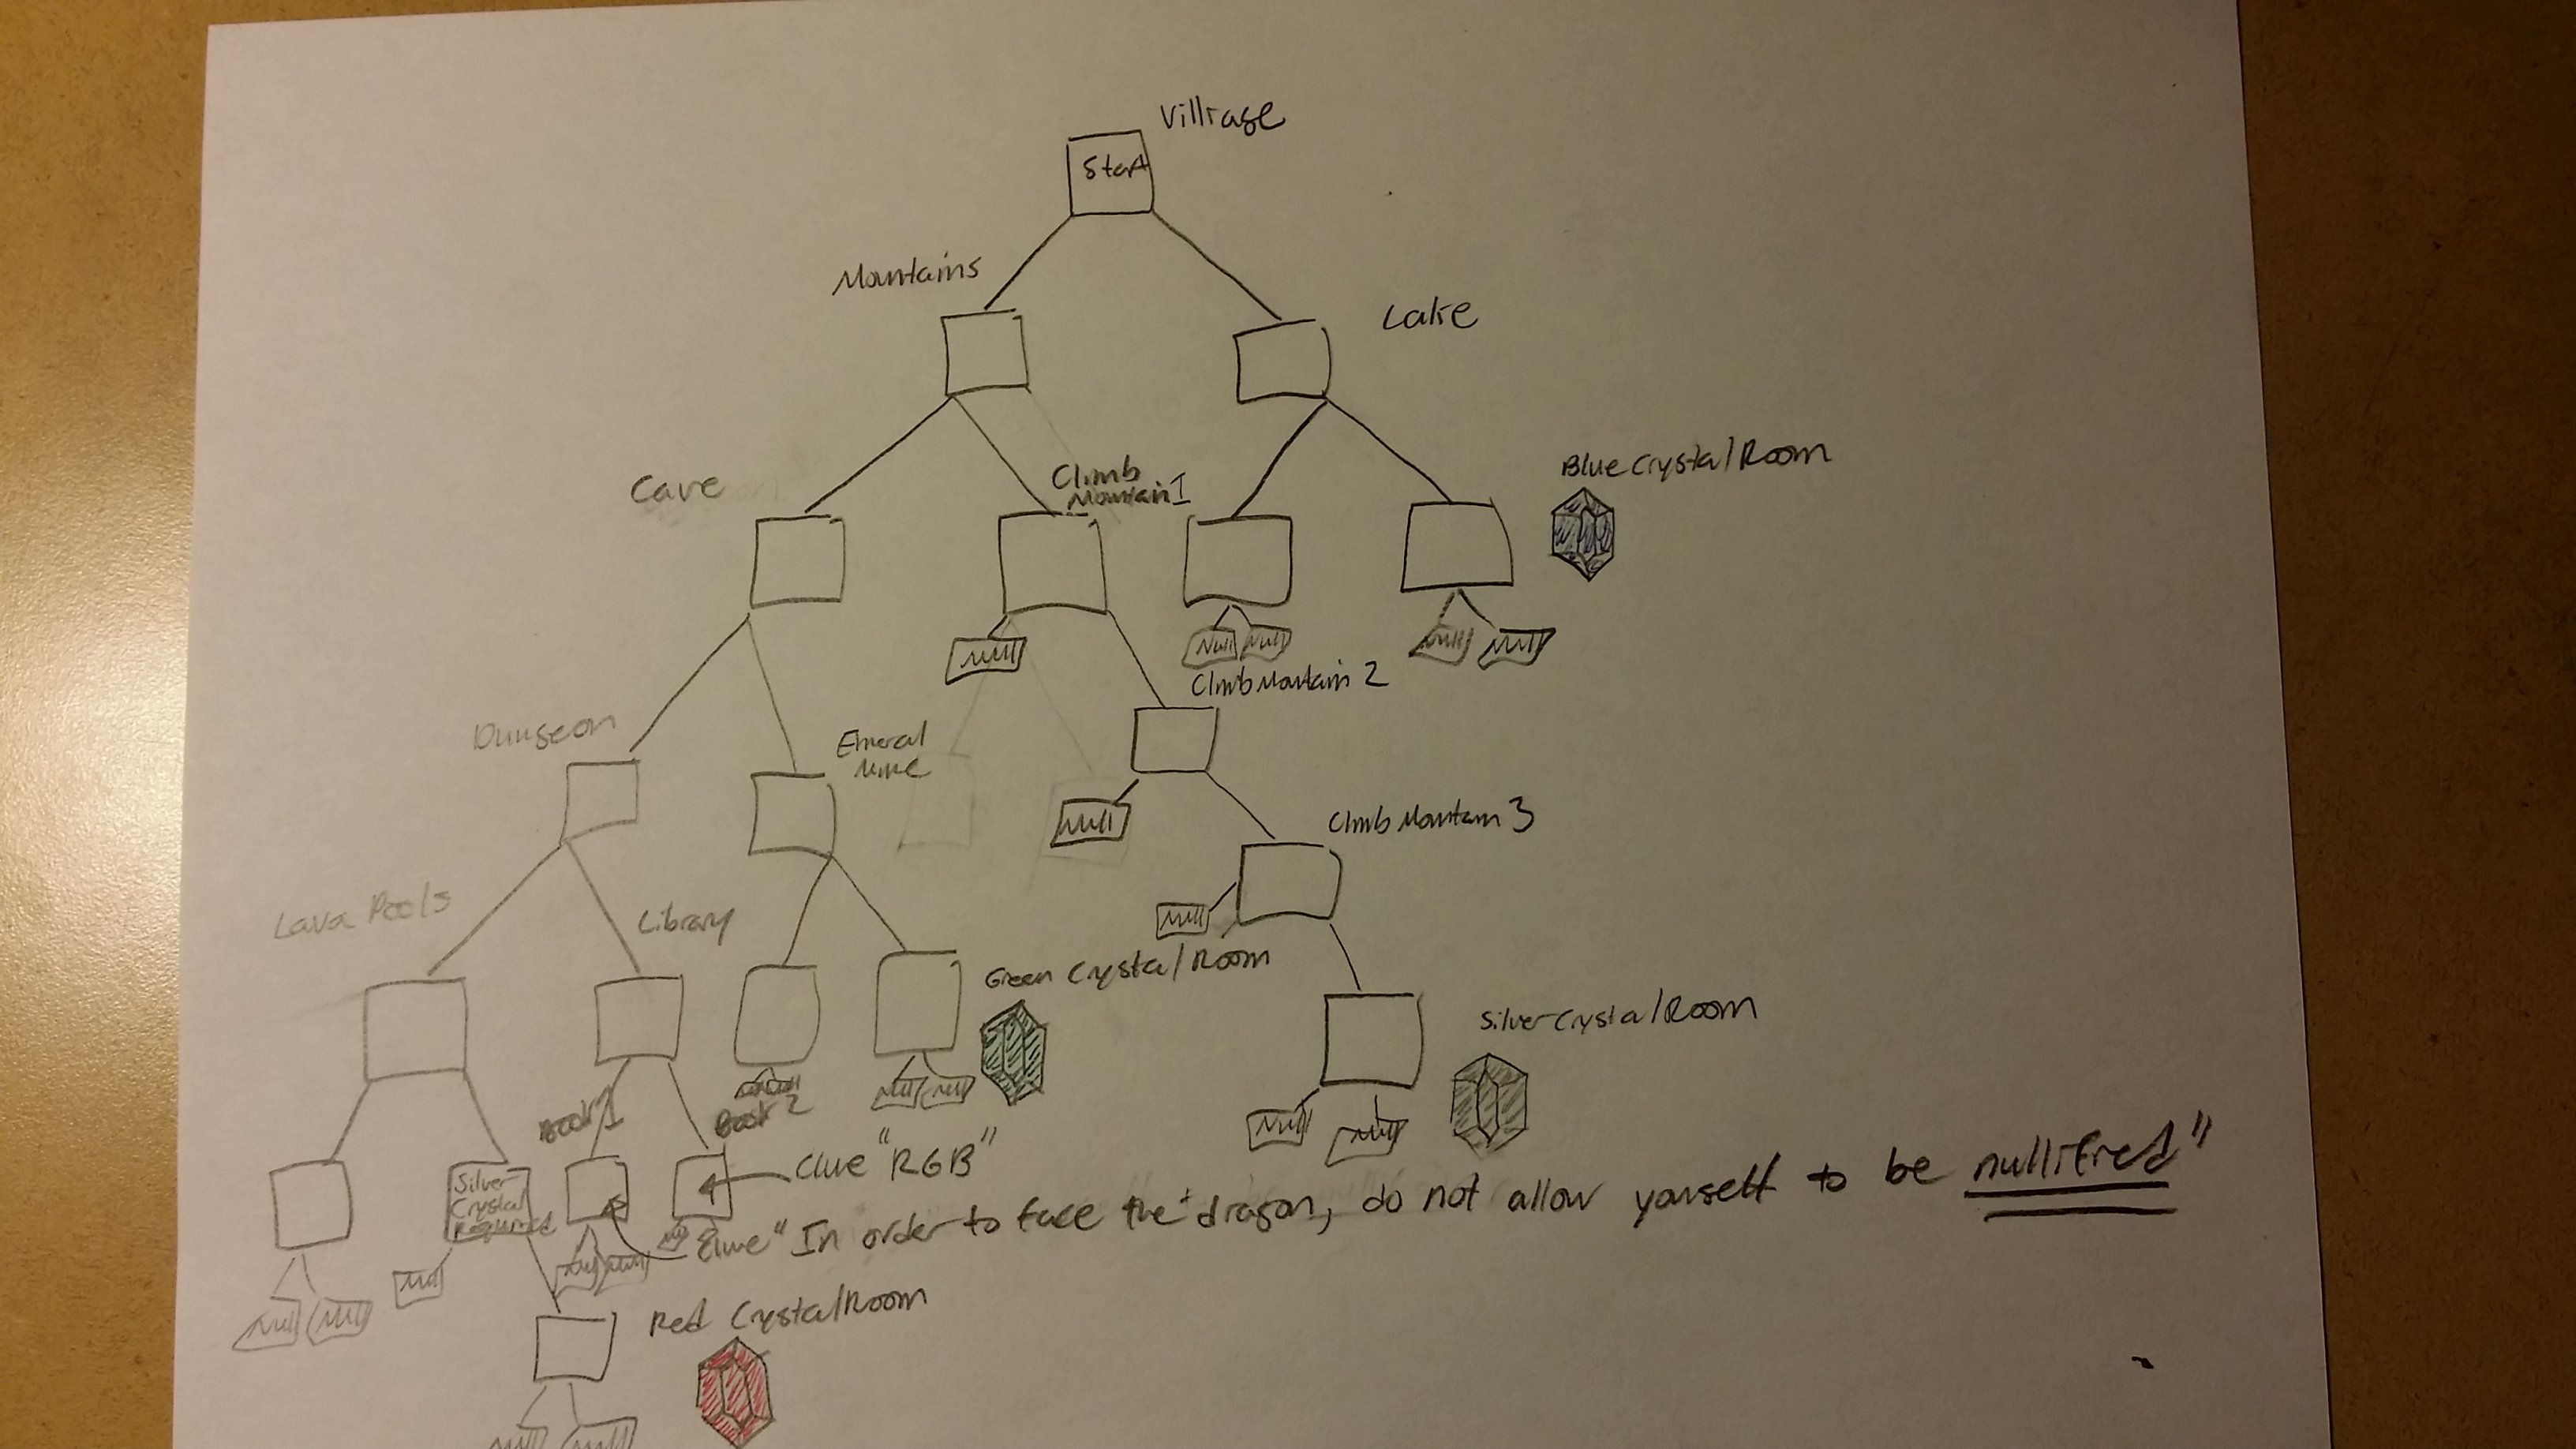 Villiage
Start
Mountains
Lake
Blue Crystal Room
Cave
Climb
Mountain 1
null
Null Null
null null
Climb Mountain 2
Dungeon
Emeral
Mine
null
Climb Mountain 3
Lava Pools
Library
null
Green Crystal Room
Silver Crystal Room
null null
Book 1
Book 2
null null
null null
Clue "RGB"
Silver
Crystal
Required
Clue "In order to face the dragon, do not allow yourself to be nullified"
null
null null
null null
Red Crystal Room
null null